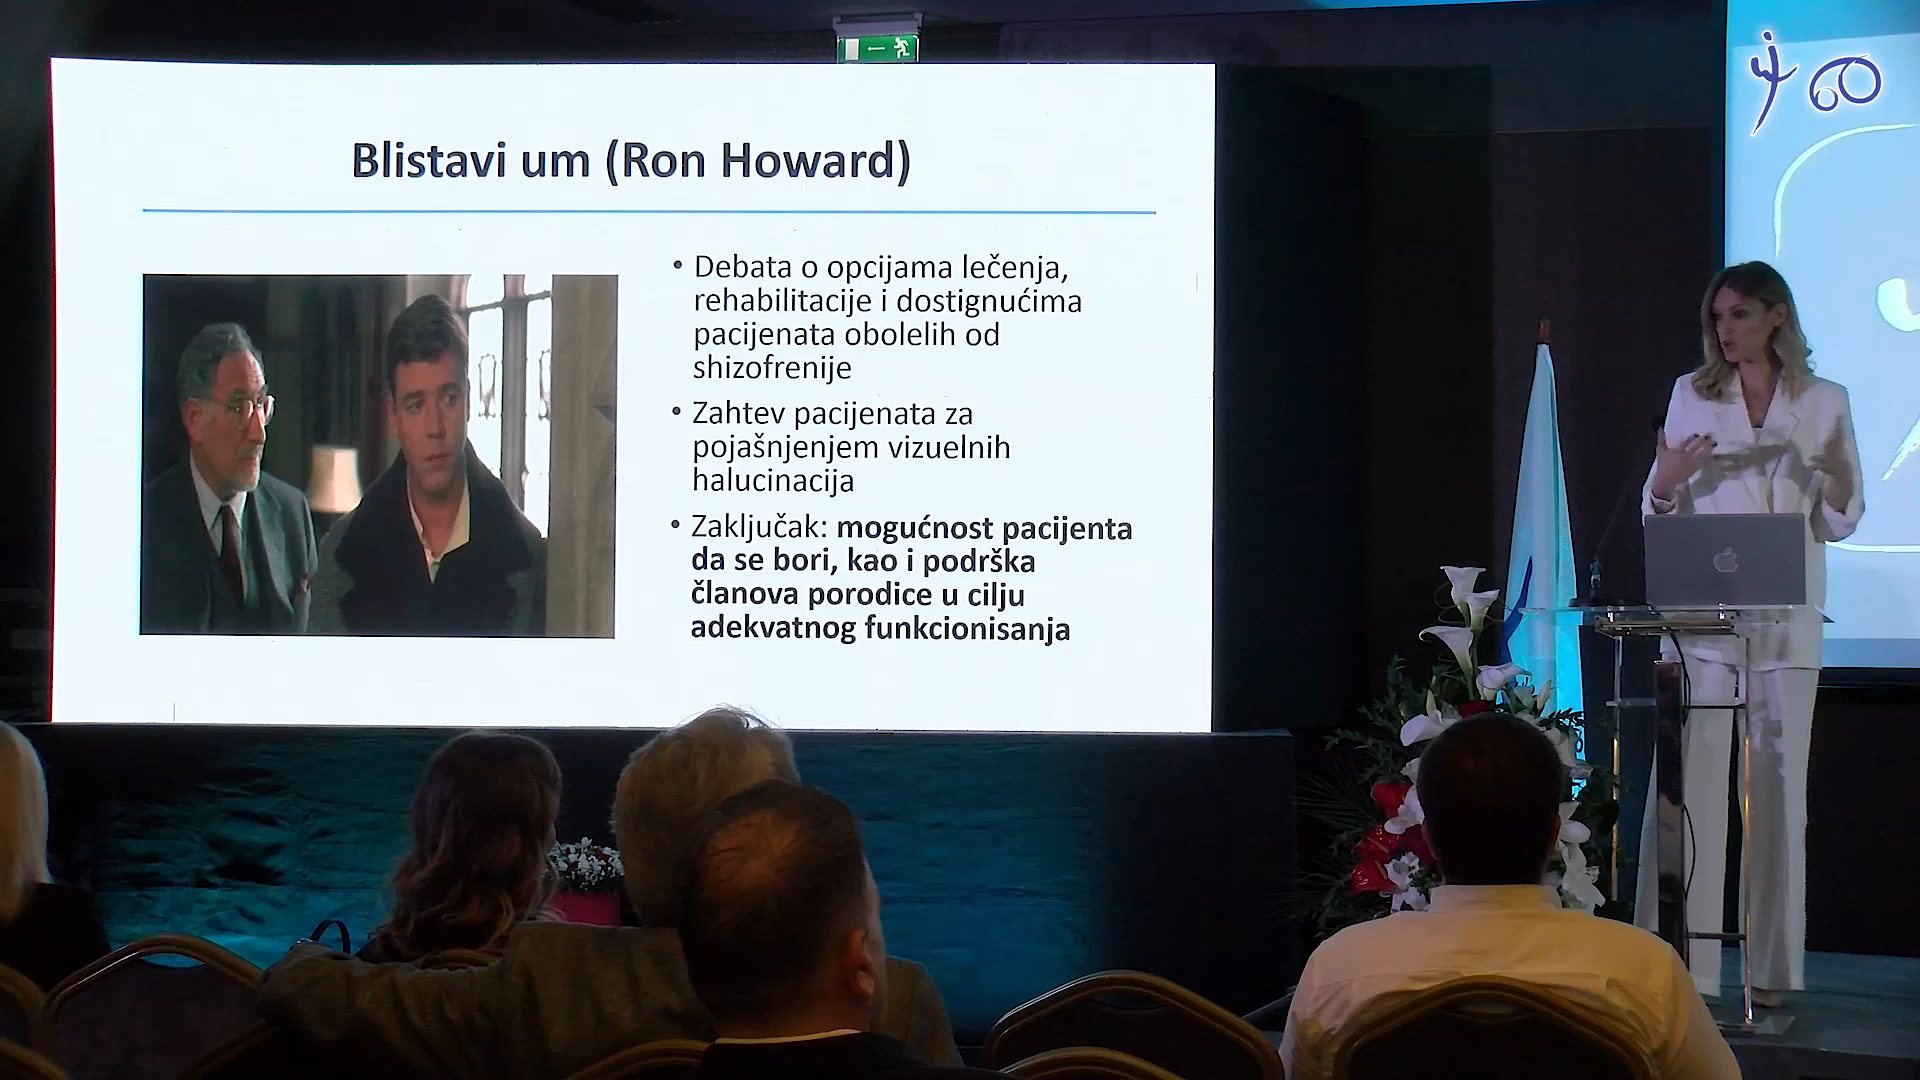 Blistavi um (Ron Howard)
• Debata o opcijama lečenja,
rehabilitacije i dostignućima
pacijenata obolelih od
shizofrenije
• Zahtev pacijenata za
pojašnjenjem vizuelnih
halucinacija
• Zaključak: mogućnost pacijenta
da se bori, kao i podrška
članova porodice u cilju
adekvatnog funkcionisanja
60